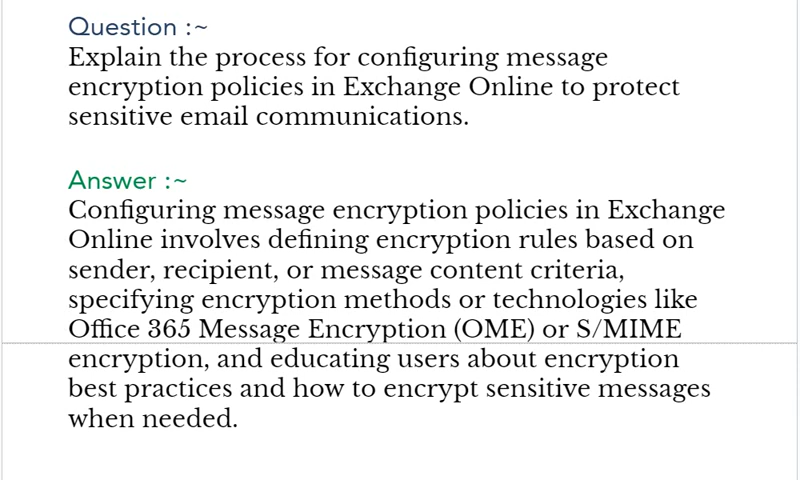 Question :~
Explain the process for configuring message
encryption policies in Exchange Online to protect
sensitive email communications.
Answer :~
Configuring message encryption policies in Exchange
Online involves defining encryption rules based on
sender, recipient, or message content criteria,
specifying encryption methods or technologies like
Office 365 Message Encryption (OME) or S/MIME
encryption, and educating users about encryption
best practices and how to encrypt sensitive messages
when needed.